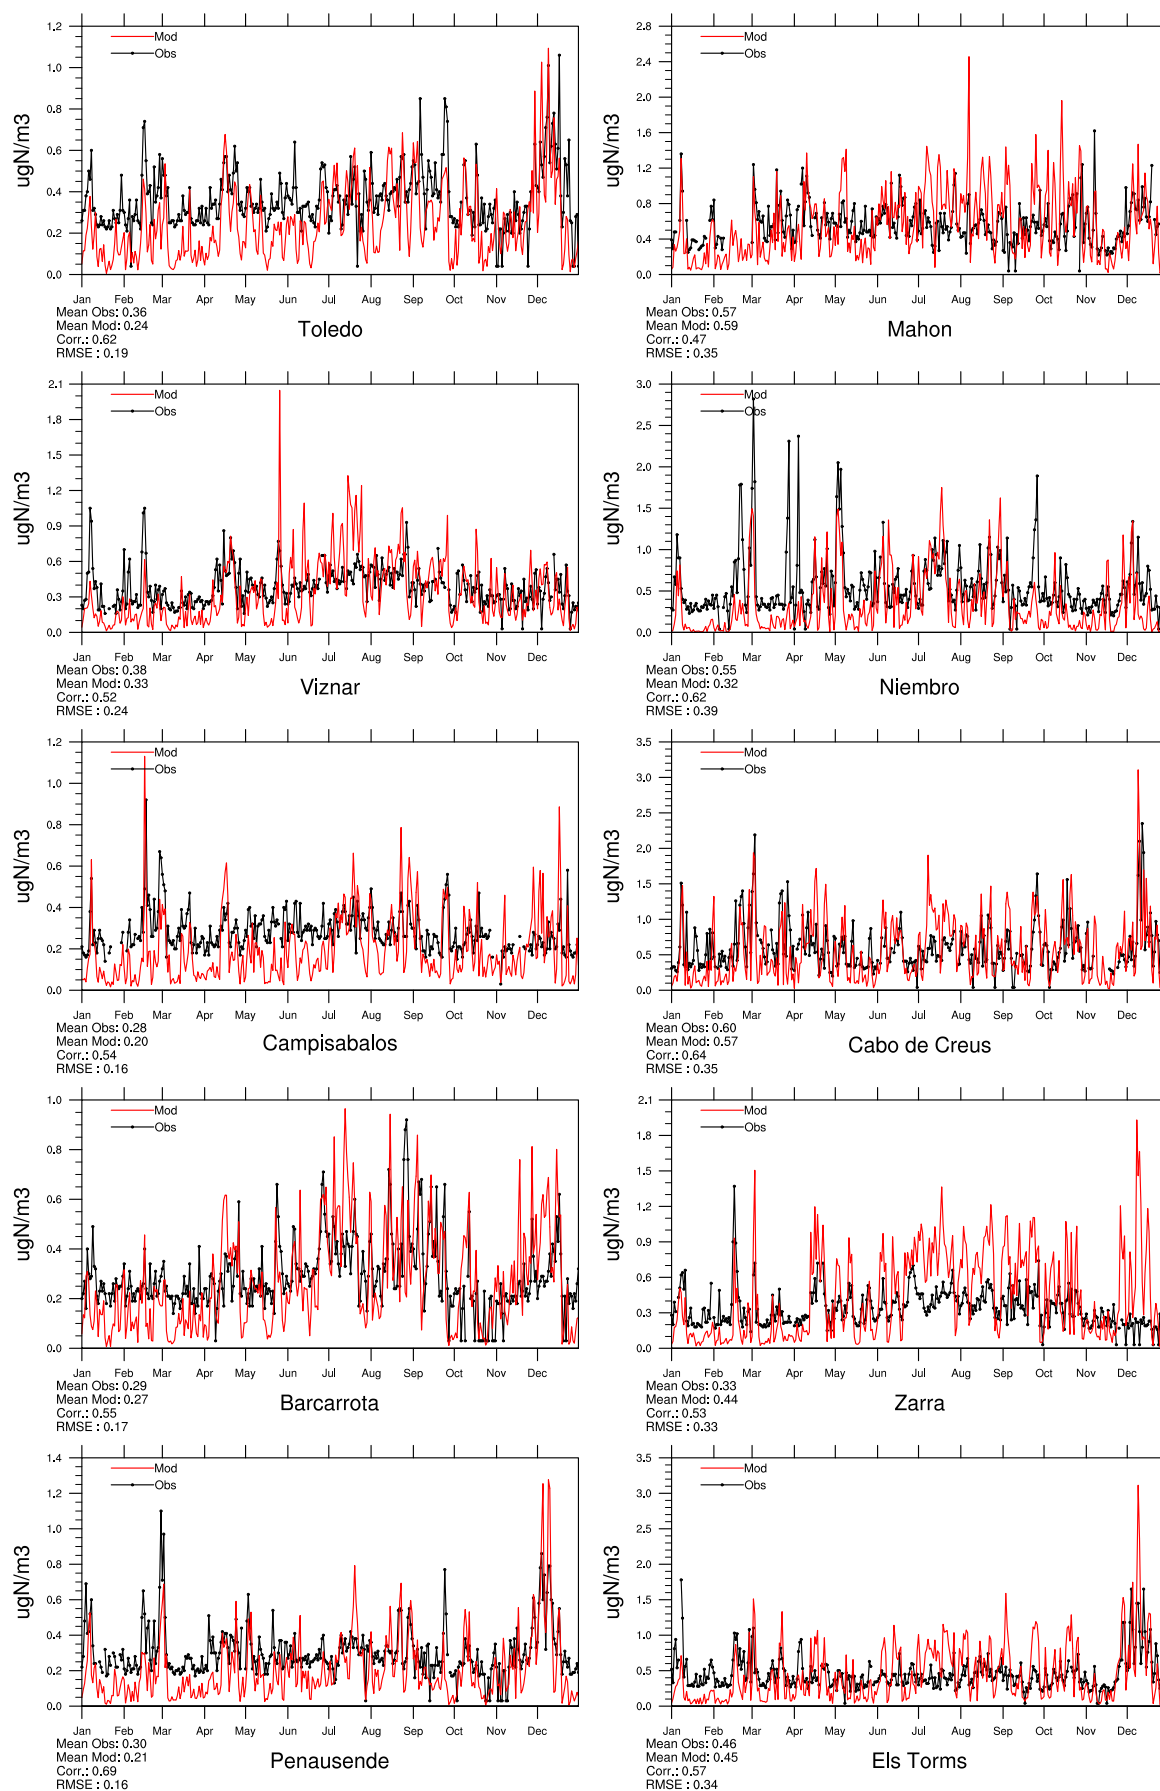 1.2
1.0
0.8
0.6
0.4
0.2
0.0
ugN/m3
Mod
Obs
Jan Feb Mar Apr May Jun Jul Aug Sep Oct Nov Dec
Mean Obs: 0.36
Mean Mod: 0.24
Corr.: 0.62
RMSE : 0.19
Toledo
2.8
2.4
2.0
1.6
1.2
0.8
0.4
0.0
ugN/m3
Mod
Obs
Jan Feb Mar Apr May Jun Jul Aug Sep Oct Nov Dec
Mean Obs: 0.57
Mean Mod: 0.59
Corr.: 0.47
RMSE : 0.35
Mahon
2.1
1.8
1.5
1.2
0.9
0.6
0.3
0.0
ugN/m3
Mod
Obs
Jan Feb Mar Apr May Jun Jul Aug Sep Oct Nov Dec
Mean Obs: 0.38
Mean Mod: 0.33
Corr.: 0.52
RMSE : 0.24
Viznar
3.0
2.5
2.0
1.5
1.0
0.5
0.0
ugN/m3
Mod
Obs
Jan Feb Mar Apr May Jun Jul Aug Sep Oct Nov Dec
Mean Obs: 0.55
Mean Mod: 0.32
Corr.: 0.62
RMSE : 0.39
Niembro
1.2
1.0
0.8
0.6
0.4
0.2
0.0
ugN/m3
Mod
Obs
Jan Feb Mar Apr May Jun Jul Aug Sep Oct Nov Dec
Mean Obs: 0.28
Mean Mod: 0.20
Corr.: 0.54
RMSE : 0.16
Campisabalos
3.5
3.0
2.5
2.0
1.5
1.0
0.5
0.0
ugN/m3
Mod
Obs
Jan Feb Mar Apr May Jun Jul Aug Sep Oct Nov Dec
Mean Obs: 0.60
Mean Mod: 0.57
Corr.: 0.64
RMSE : 0.35
Cabo de Creus
1.0
0.8
0.6
0.4
0.2
0.0
ugN/m3
Mod
Obs
Jan Feb Mar Apr May Jun Jul Aug Sep Oct Nov Dec
Mean Obs: 0.29
Mean Mod: 0.27
Corr.: 0.55
RMSE : 0.17
Barcarrota
2.1
1.8
1.5
1.2
0.9
0.6
0.3
0.0
ugN/m3
Mod
Obs
Jan Feb Mar Apr May Jun Jul Aug Sep Oct Nov Dec
Mean Obs: 0.33
Mean Mod: 0.44
Corr.: 0.53
RMSE : 0.33
Zarra
1.4
1.2
1.0
0.8
0.6
0.4
0.2
0.0
ugN/m3
Mod
Obs
Jan Feb Mar Apr May Jun Jul Aug Sep Oct Nov Dec
Mean Obs: 0.30
Mean Mod: 0.21
Corr.: 0.69
RMSE : 0.16
Penausende
3.5
3.0
2.5
2.0
1.5
1.0
0.5
0.0
ugN/m3
Mod
Obs
Jan Feb Mar Apr May Jun Jul Aug Sep Oct Nov Dec
Mean Obs: 0.46
Mean Mod: 0.45
Corr.: 0.57
RMSE : 0.34
Els Torms